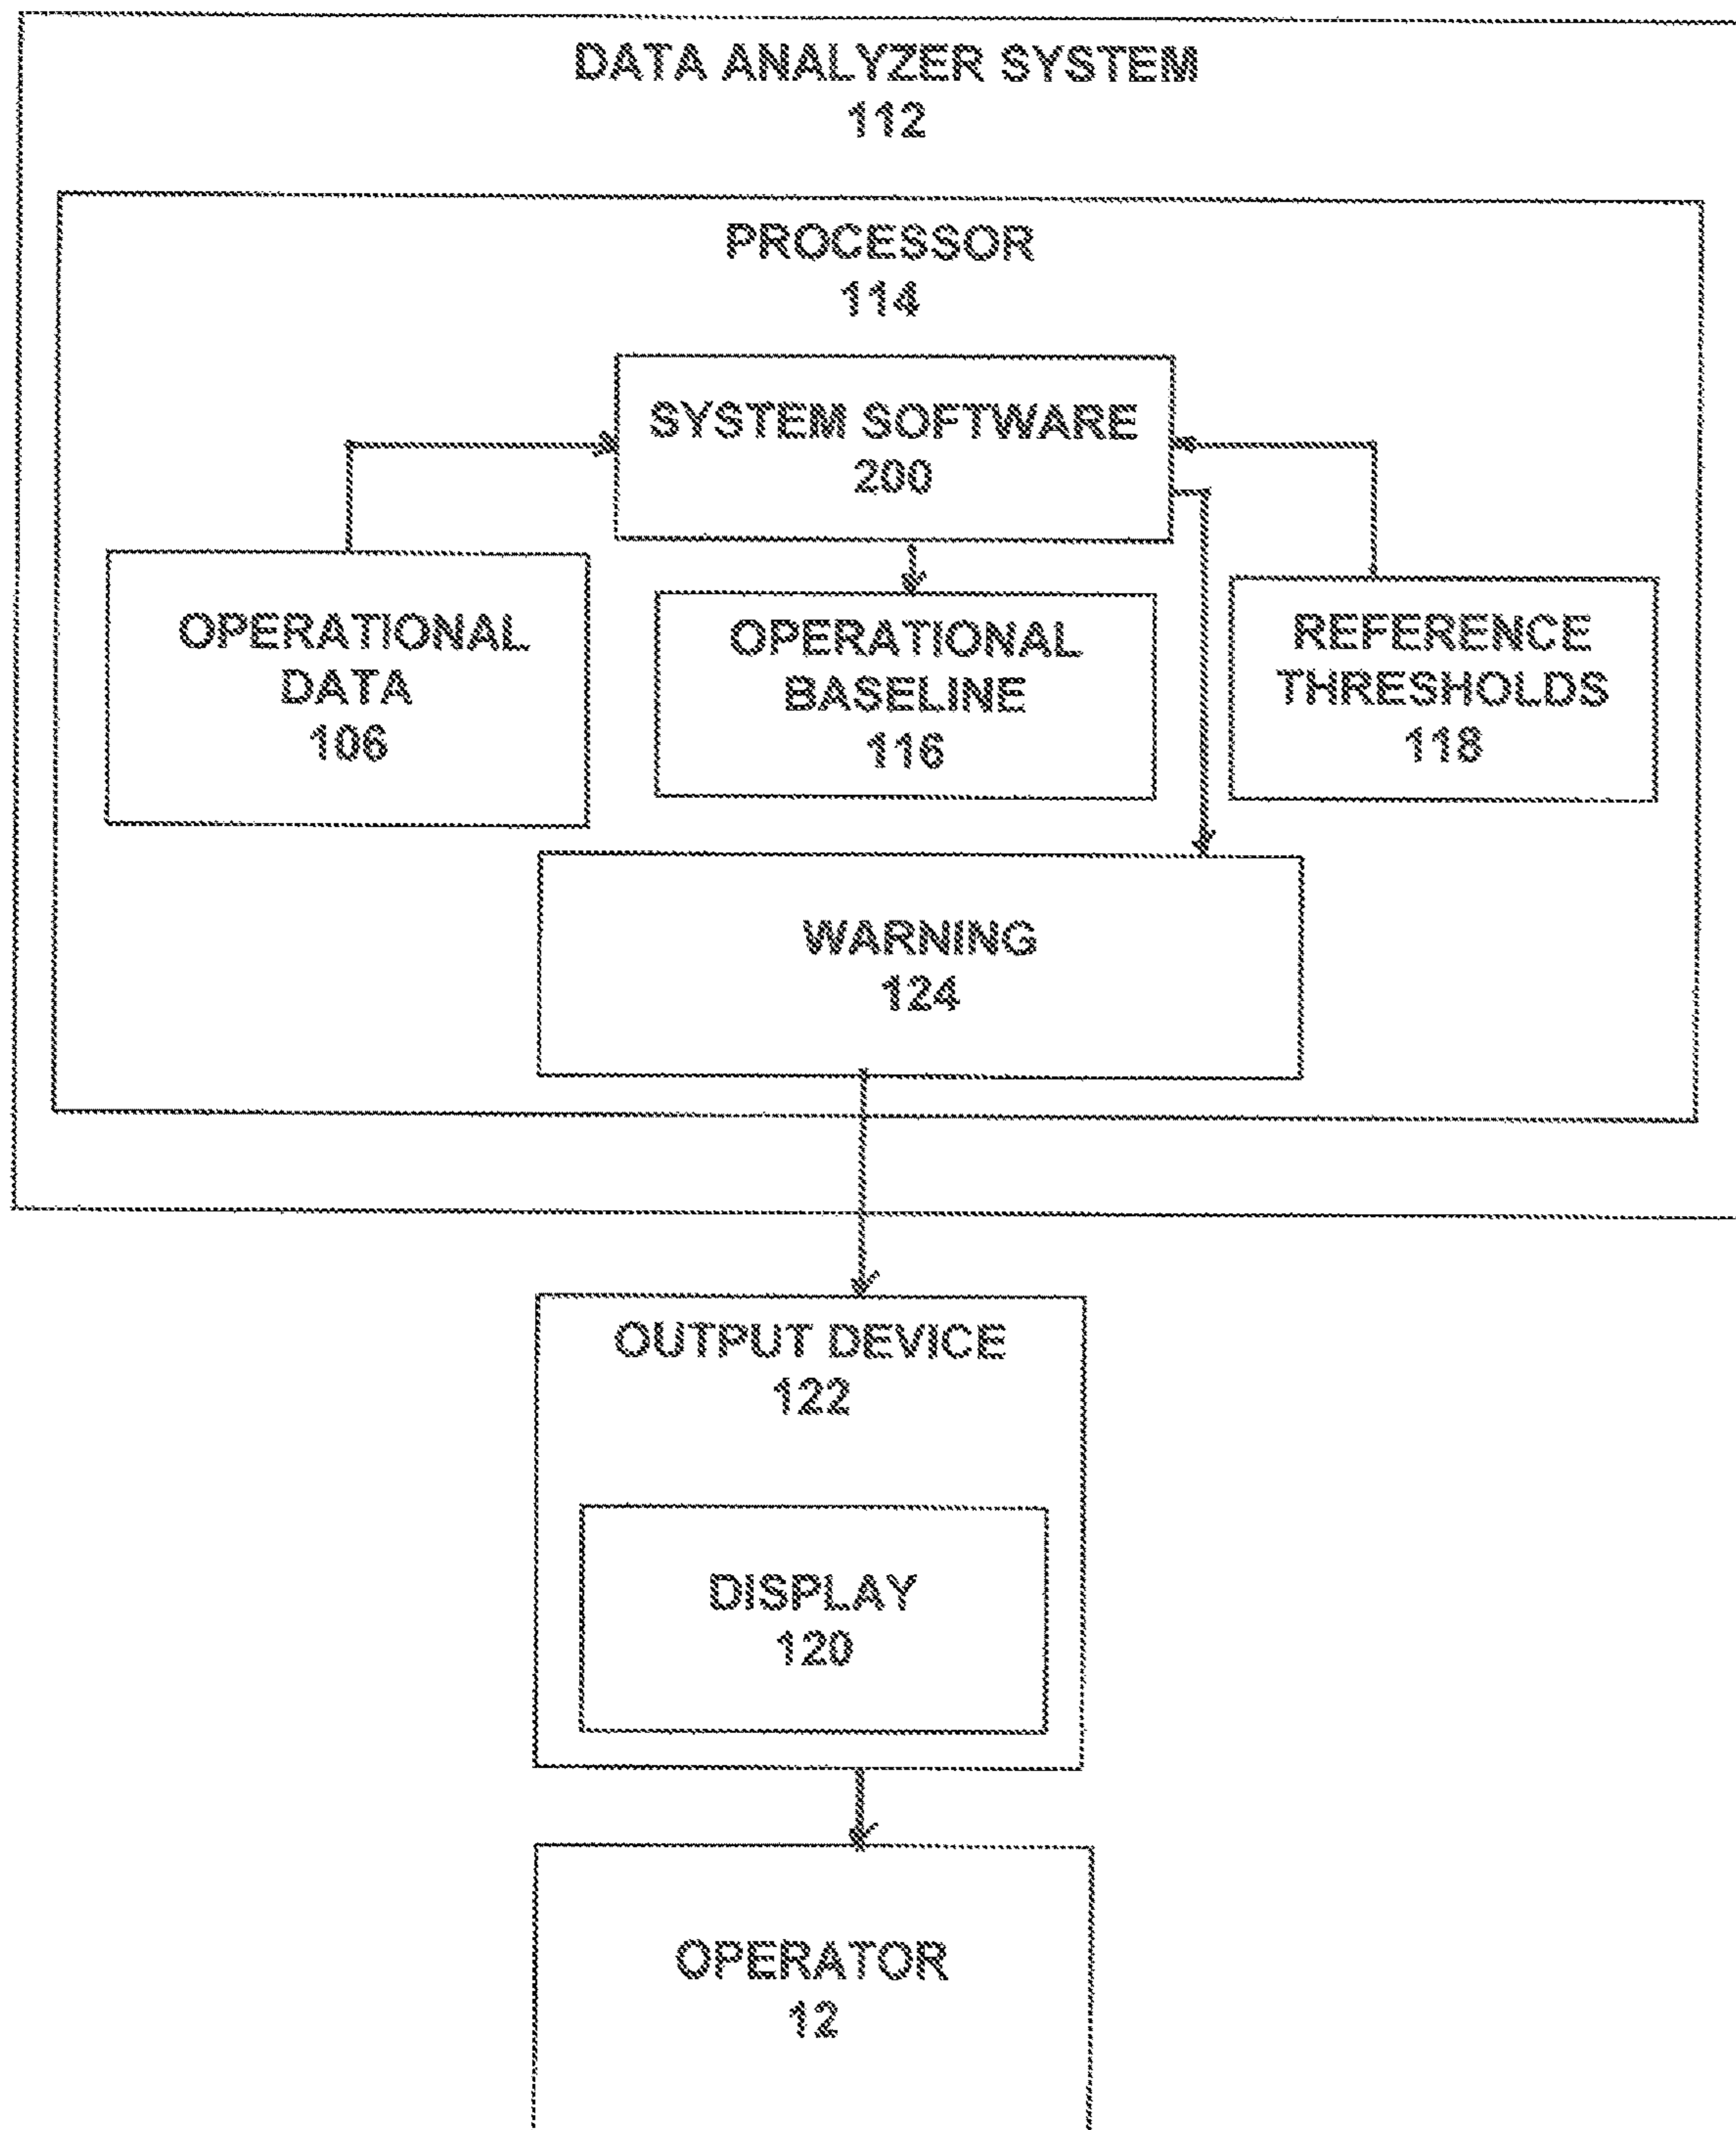 DATA ANALYZER SYSTEM
112
PROCESSOR
114
SYSTEM SOFTWARE
200
OPERATIONAL
DATA
106
OPERATIONAL
BASELINE
116
REFERENCE
THRESHOLDS
118
WARNING
124
OUTPUT DEVICE
122
DISPLAY
120
OPERATOR
12